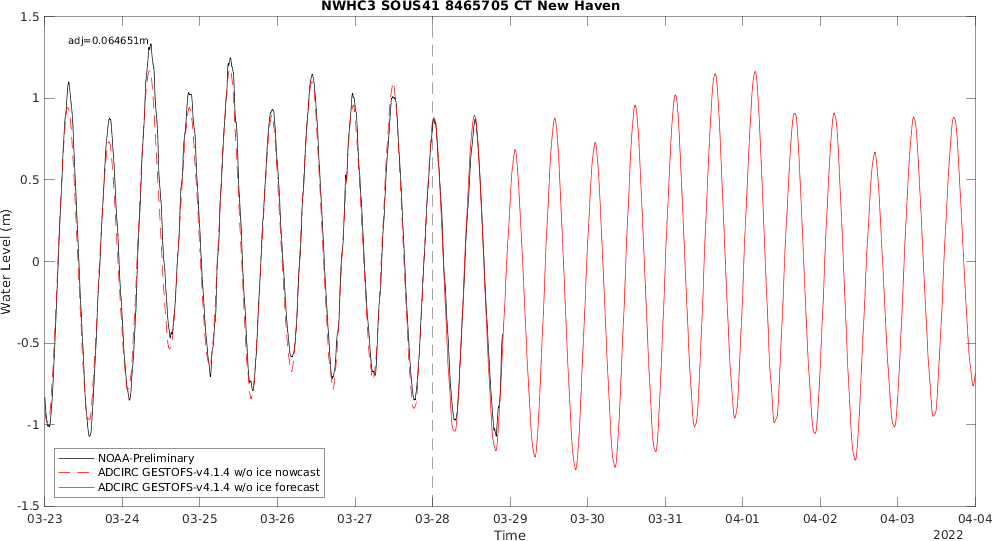 NWHC3 SOUS41 8465705 CT New Haven
adj=0.064651m
1.5
1
0.5
0
-0.5
-1
-1.5
Water Level (m)
NOAA-Preliminary
ADCIRC GESTOFS-v4.1.4 w/o ice nowcast
ADCIRC GESTOFS-v4.1.4 w/o ice forecast
03-23 03-24 03-25 03-26 03-27 03-28 03-29 03-30 03-31 04-01 04-02 04-03 04-04
Time
2022